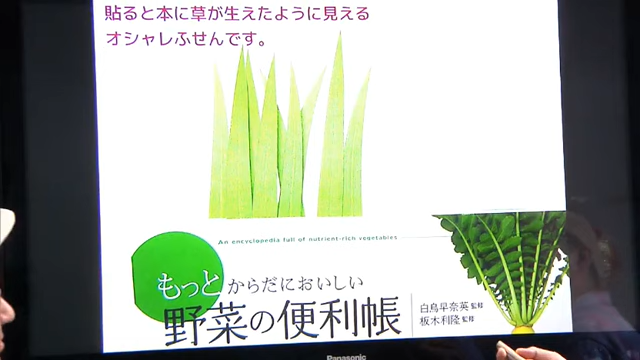 貼ると本に草が生えたように見える
オシャレふせんです。
An encyclopedia full of nutrient-rich vegetables
もっと からだにおいしい
野菜の便利帳
白鳥早奈英 監修
板木利隆 監修
Panasonic